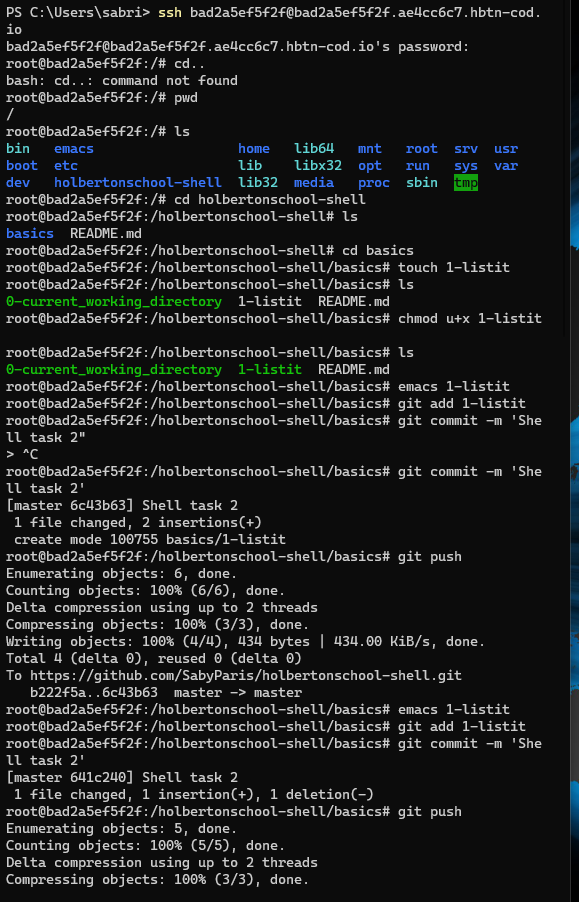 PS C:\Users\sabri> ssh bad2a5ef5f2f@bad2a5ef5f2f.ae4cc6c7.hbtn-cod.
io
bad2a5ef5f2f@bad2a5ef5f2f.ae4cc6c7.hbtn-cod.io's password:
root@bad2a5ef5f2f:/# cd..
bash: cd..: command not found
root@bad2a5ef5f2f:/# pwd
/
root@bad2a5ef5f2f:/# ls
bin   emacs                  home   lib64   mnt   root  srv  usr
boot  etc                    lib    libx32  opt   run   sys  var
dev   holbertonschool-shell  lib32  media   proc  sbin  tmp
root@bad2a5ef5f2f:/# cd holbertonschool-shell
root@bad2a5ef5f2f:/holbertonschool-shell# ls
basics  README.md
root@bad2a5ef5f2f:/holbertonschool-shell# cd basics
root@bad2a5ef5f2f:/holbertonschool-shell/basics# touch 1-listit
root@bad2a5ef5f2f:/holbertonschool-shell/basics# ls
0-current_working_directory  1-listit  README.md
root@bad2a5ef5f2f:/holbertonschool-shell/basics# chmod u+x 1-listit
root@bad2a5ef5f2f:/holbertonschool-shell/basics# ls
0-current_working_directory  1-listit  README.md
root@bad2a5ef5f2f:/holbertonschool-shell/basics# emacs 1-listit
root@bad2a5ef5f2f:/holbertonschool-shell/basics# git add 1-listit
root@bad2a5ef5f2f:/holbertonschool-shell/basics# git commit -m 'She
ll task 2"
> ^C
root@bad2a5ef5f2f:/holbertonschool-shell/basics# git commit -m 'She
ll task 2'
[master 6c43b63] Shell task 2
 1 file changed, 2 insertions(+)
 create mode 100755 basics/1-listit
root@bad2a5ef5f2f:/holbertonschool-shell/basics# git push
Enumerating objects: 6, done.
Counting objects: 100% (6/6), done.
Delta compression using up to 2 threads
Compressing objects: 100% (3/3), done.
Writing objects: 100% (4/4), 434 bytes | 434.00 KiB/s, done.
Total 4 (delta 0), reused 0 (delta 0)
To https://github.com/SabyParis/holbertonschool-shell.git
   b222f5a..6c43b63  master -> master
root@bad2a5ef5f2f:/holbertonschool-shell/basics# emacs 1-listit
root@bad2a5ef5f2f:/holbertonschool-shell/basics# git add 1-listit
root@bad2a5ef5f2f:/holbertonschool-shell/basics# git commit -m 'She
ll task 2'
[master 641c240] Shell task 2
 1 file changed, 1 insertion(+), 1 deletion(-)
root@bad2a5ef5f2f:/holbertonschool-shell/basics# git push
Enumerating objects: 5, done.
Counting objects: 100% (5/5), done.
Delta compression using up to 2 threads
Compressing objects: 100% (3/3), done.